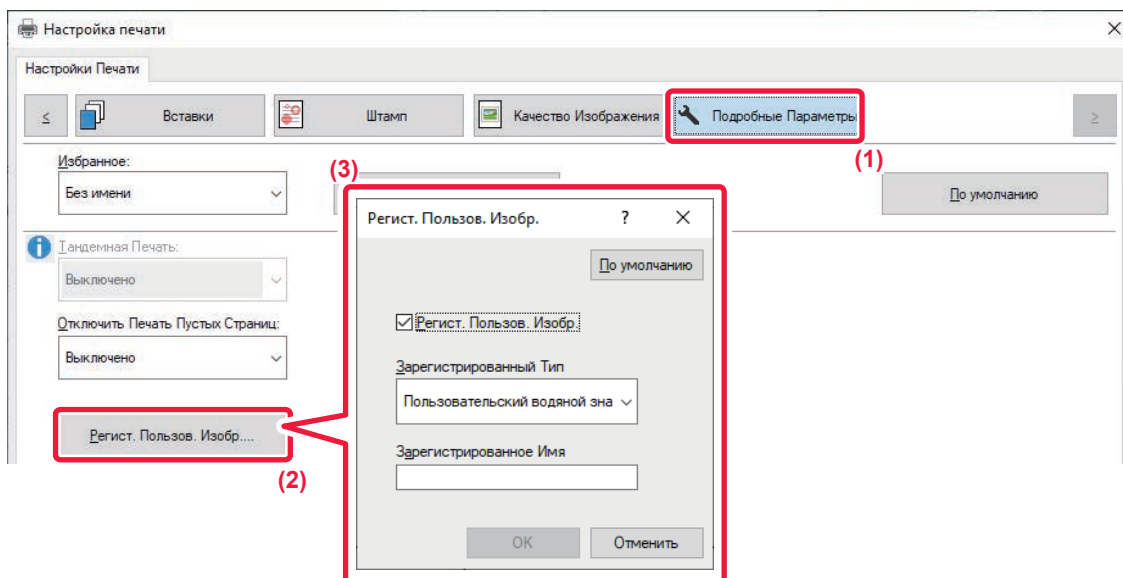 Настройка печати
Настройки Печати
<
Вставки
Штамп
Качество Изображения
Подробные Параметры
>
(1)
Избранное:
Без имени
(3)
По умолчанию
Регист. Пользов. Изобр.
?
По умолчанию
Тандемная Печать:
Выключено
Регист. Пользов. Изобр.
Отключить Печать Пустых Страниц:
Выключено
Зарегистрированный Тип
Пользовательский водяной зна
Регист. Пользов. Изобр....
(2)
Зарегистрированное Имя
OK
Отменить